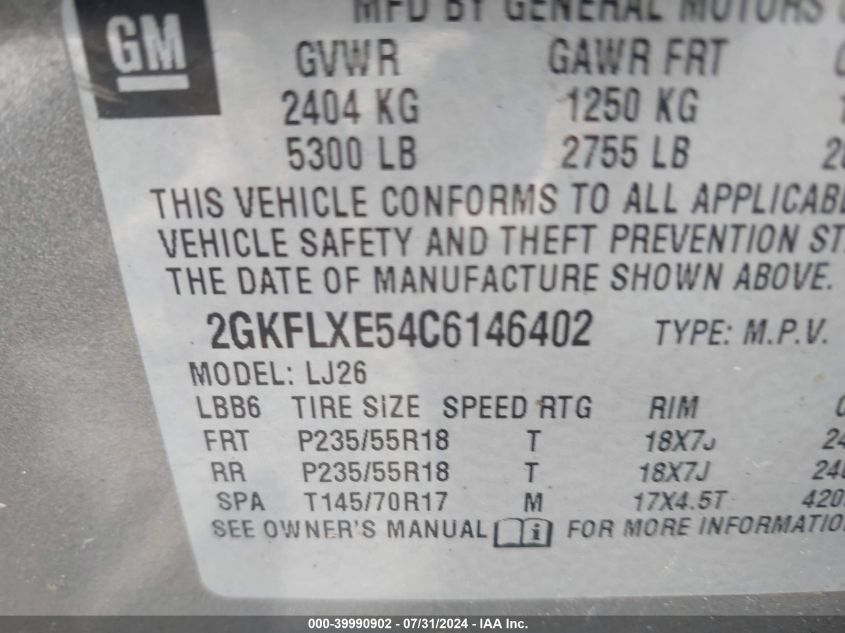 GM
MFD BY GENERAL MOTORS
GVWR GAWR FRT
2404 KG 1250 KG
5300 LB 2755 LB
THIS VEHICLE CONFORMS TO ALL
VEHICLE SAFETY AND THEFT PREVENTION
THE DATE OF MANUFACTURE SHOWN ABOVE.
2GKFLXE54C6146402 TYPE: M.P.V.
MODEL: LJ26
LBB6 TIRE SIZE SPEED RTG RIM
FRT P235/55R18 T 18X7J
RR P235/55R18 T 18X7J
SPA T145/70R17 M 17X4.5T
SEE OWNER'S MANUAL i FOR MORE INFORMATION
000-39990902 / 07/31/2024 - IAA Inc.